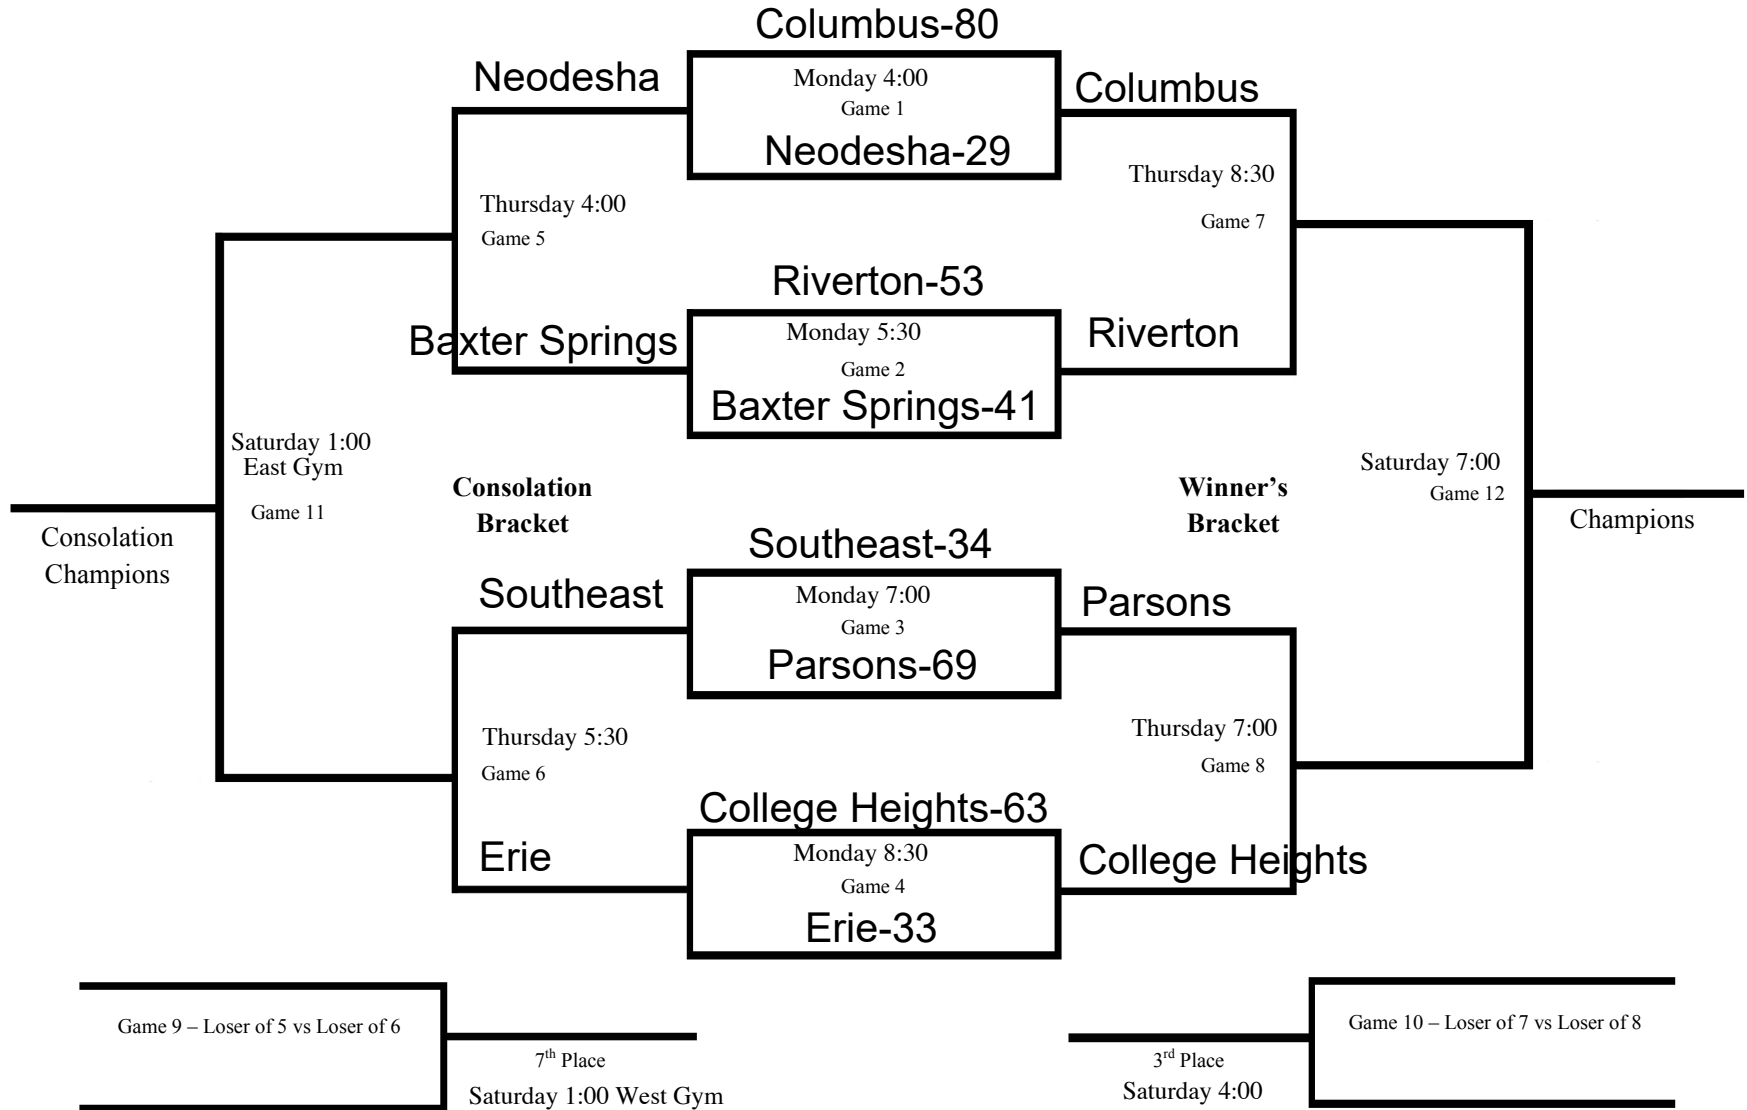 Columbus-80
Neodesha
Monday 4:00
Game 1
Columbus
Neodesha-29
Thursday 8:30
Game 7
Thursday 4:00
Game 5
Riverton-53
Baxter Springs
Monday 5:30
Game 2
Riverton
Baxter Springs-41
Saturday 1:00
East Gym
Game 11
Consolation
Champions
Consolation
Bracket
Winner's
Bracket
Saturday 7:00
Game 12
Champions
Southeast-34
Southeast
Monday 7:00
Game 3
Parsons
Parsons-69
Thursday 5:30
Game 6
Thursday 7:00
Game 8
College Heights-63
Erie
Monday 8:30
Game 4
College Heights
Erie-33
Game 9 – Loser of 5 vs Loser of 6
7th Place
Saturday 1:00 West Gym
Game 10 – Loser of 7 vs Loser of 8
3rd Place
Saturday 4:00